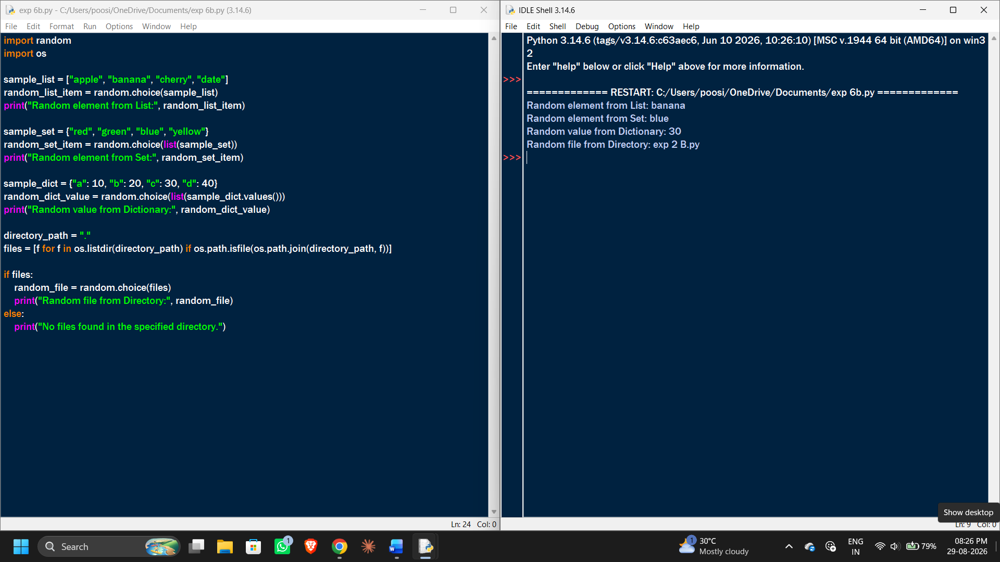 exp 6b.py - C:/Users/poosi/OneDrive/Documents/exp 6b.py (3.14.6)
File Edit Format Run Options Window Help
import random
import os
sample_list = ["apple", "banana", "cherry", "date"]
random_list_item = random.choice(sample_list)
print("Random element from List:", random_list_item)
sample_set = {"red", "green", "blue", "yellow"}
random_set_item = random.choice(list(sample_set))
print("Random element from Set:", random_set_item)
sample_dict = {"a": 10, "b": 20, "c": 30, "d": 40}
random_dict_value = random.choice(list(sample_dict.values()))
print("Random value from Dictionary:", random_dict_value)
directory_path = "."
files = [f for f in os.listdir(directory_path) if os.path.isfile(os.path.join(directory_path, f))]
if files:
    random_file = random.choice(files)
    print("Random file from Directory:", random_file)
else:
    print("No files found in the specified directory.")
Ln: 24 Col: 0
IDLE Shell 3.14.6
File Edit Shell Debug Options Window Help
Python 3.14.6 (tags/v3.14.6:c63aec6, Jun 10 2026, 10:26:10) [MSC v.1944 64 bit (AMD64)] on win3
2
Enter "help" below or click "Help" above for more information.
>>>
============= RESTART: C:/Users/poosi/OneDrive/Documents/exp 6b.py =============
Random element from List: banana
Random element from Set: blue
Random value from Dictionary: 30
Random file from Directory: exp 2 B.py
>>>
Show desktop
Ln: 9 Col: 0
Search
1
W
1
30°C
Mostly cloudy
ENG
IN
79%
08:26 PM
29-08-2026